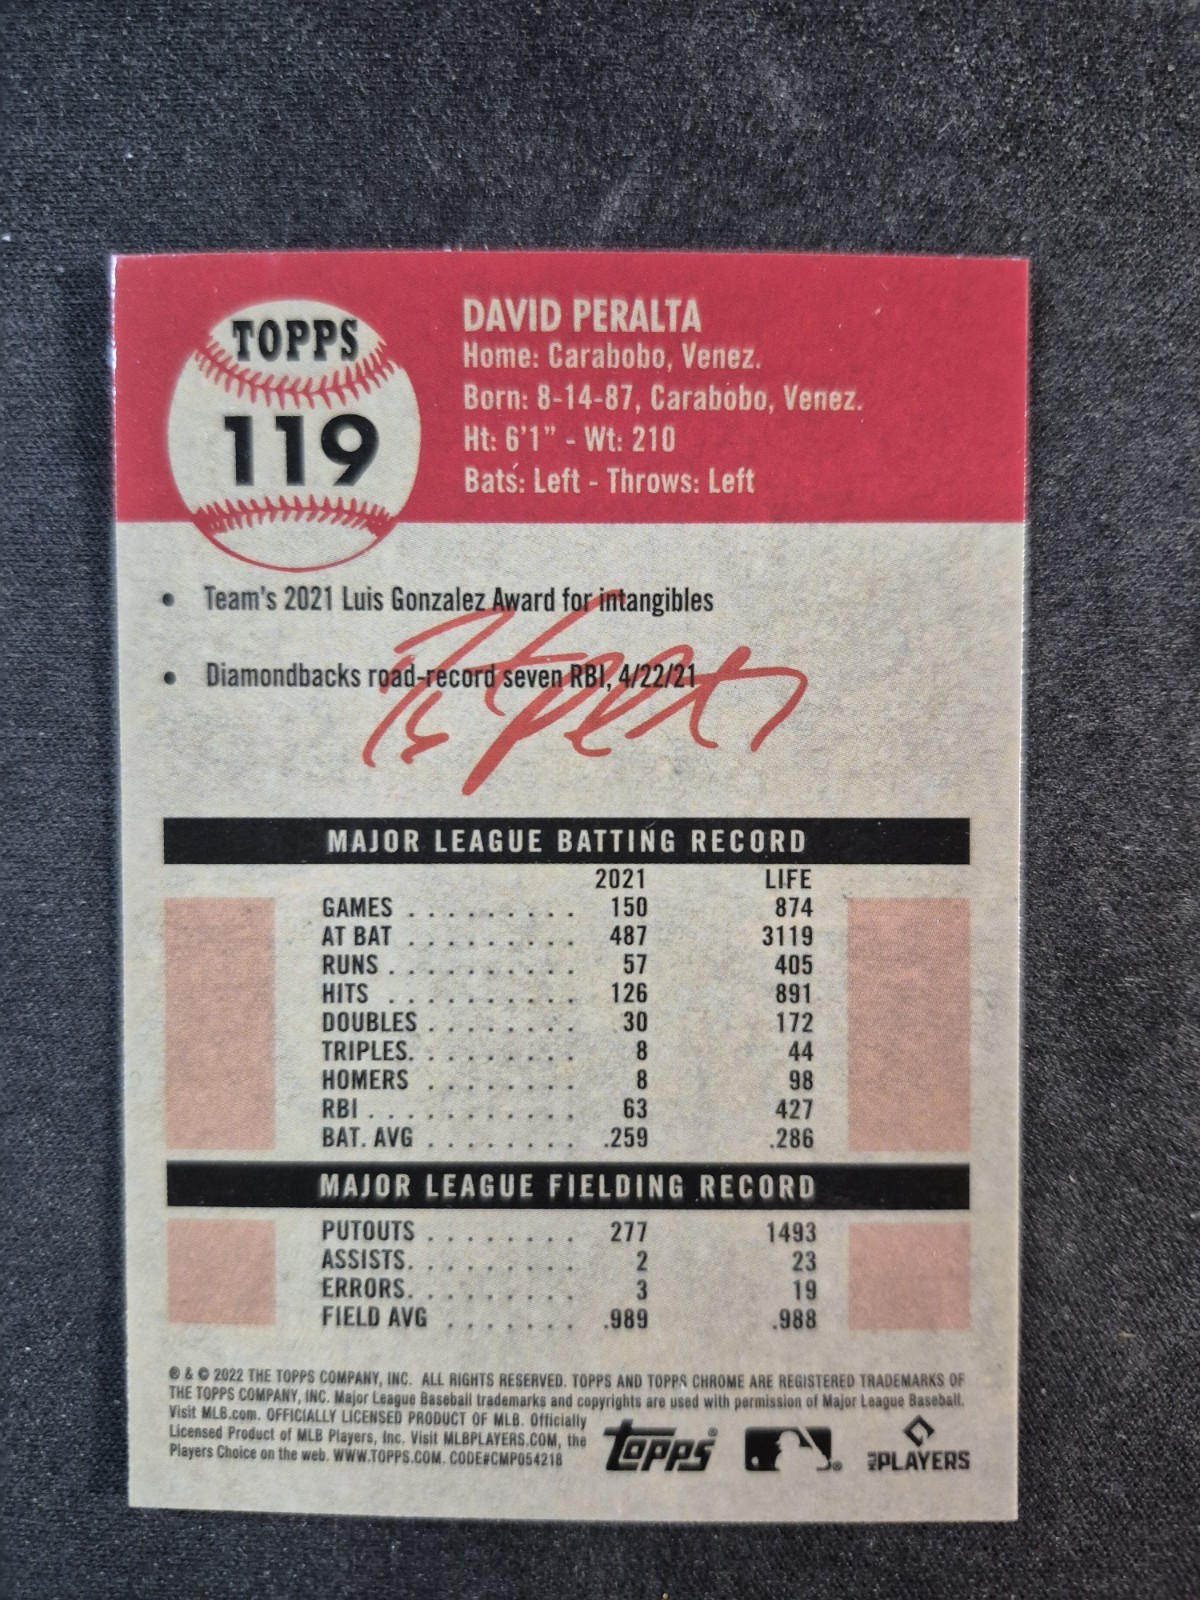 TOPPS
119
DAVID PERALTA
Home: Carabobo, Venez.
Born: 8-14-87, Carabobo, Venez.
Ht: 6'1" - Wt: 210
Bats: Left - Throws: Left
• Team's 2021 Luis Gonzalez Award for intangibles
• Diamondbacks road-record seven RBI, 4/22/21
MAJOR LEAGUE BATTING RECORD
2021 LIFE
GAMES . . . . . . . . . 150 874
AT BAT . . . . . . . . . 487 3119
RUNS . . . . . . . . . . 57 405
HITS . . . . . . . . . . 126 891
DOUBLES . . . . . . . . 30 172
TRIPLES. . . . . . . . . 8 44
HOMERS . . . . . . . . 8 98
RBI . . . . . . . . . . . 63 427
BAT. AVG . . . . . . . . .259 .286
MAJOR LEAGUE FIELDING RECORD
PUTOUTS . . . . . . . . 277 1493
ASSISTS. . . . . . . . . 2 23
ERRORS. . . . . . . . . 3 19
FIELD AVG . . . . . . . .989 .988
® & © 2022 THE TOPPS COMPANY, INC. ALL RIGHTS RESERVED. TOPPS AND TOPPS CHROME ARE REGISTERED TRADEMARKS OF
THE TOPPS COMPANY, INC. Major League Baseball trademarks and copyrights are used with permission of Major League Baseball.
Visit MLB.com. OFFICIALLY LICENSED PRODUCT OF MLB. Officially
Licensed Product of MLB Players, Inc. Visit MLBPLAYERS.COM, the
Players Choice on the web. WWW.TOPPS.COM. CODE#CMP054218
Topps®
®
MLB PLAYERS